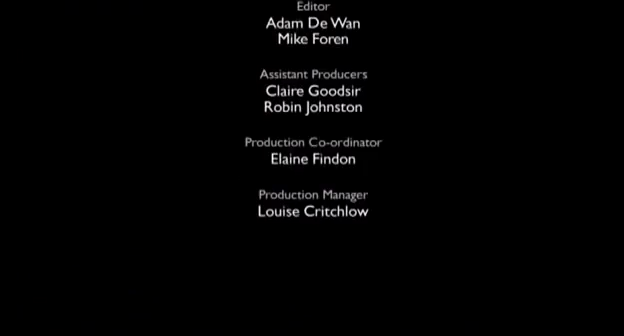 Editor
Adam De Wan
Mike Foren
Assistant Producers
Claire Goodsir
Robin Johnston
Production Co-ordinator
Elaine Findon
Production Manager
Louise Critchlow